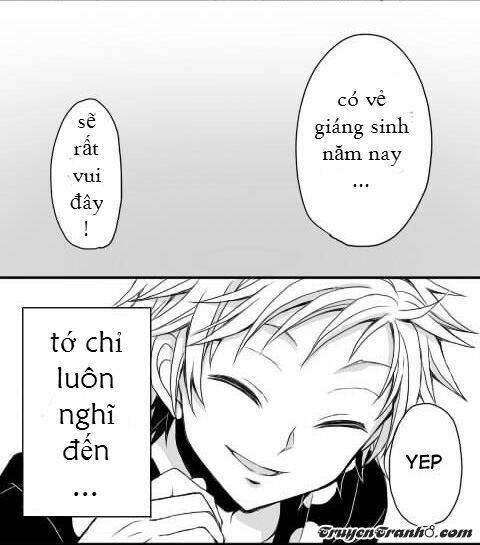 có vẻ
giáng sinh
năm nay
...
sẽ
rất
vui
đây
!
YEP
tớ chỉ
luôn
nghĩ
đến
...
TruyenTranh8.com